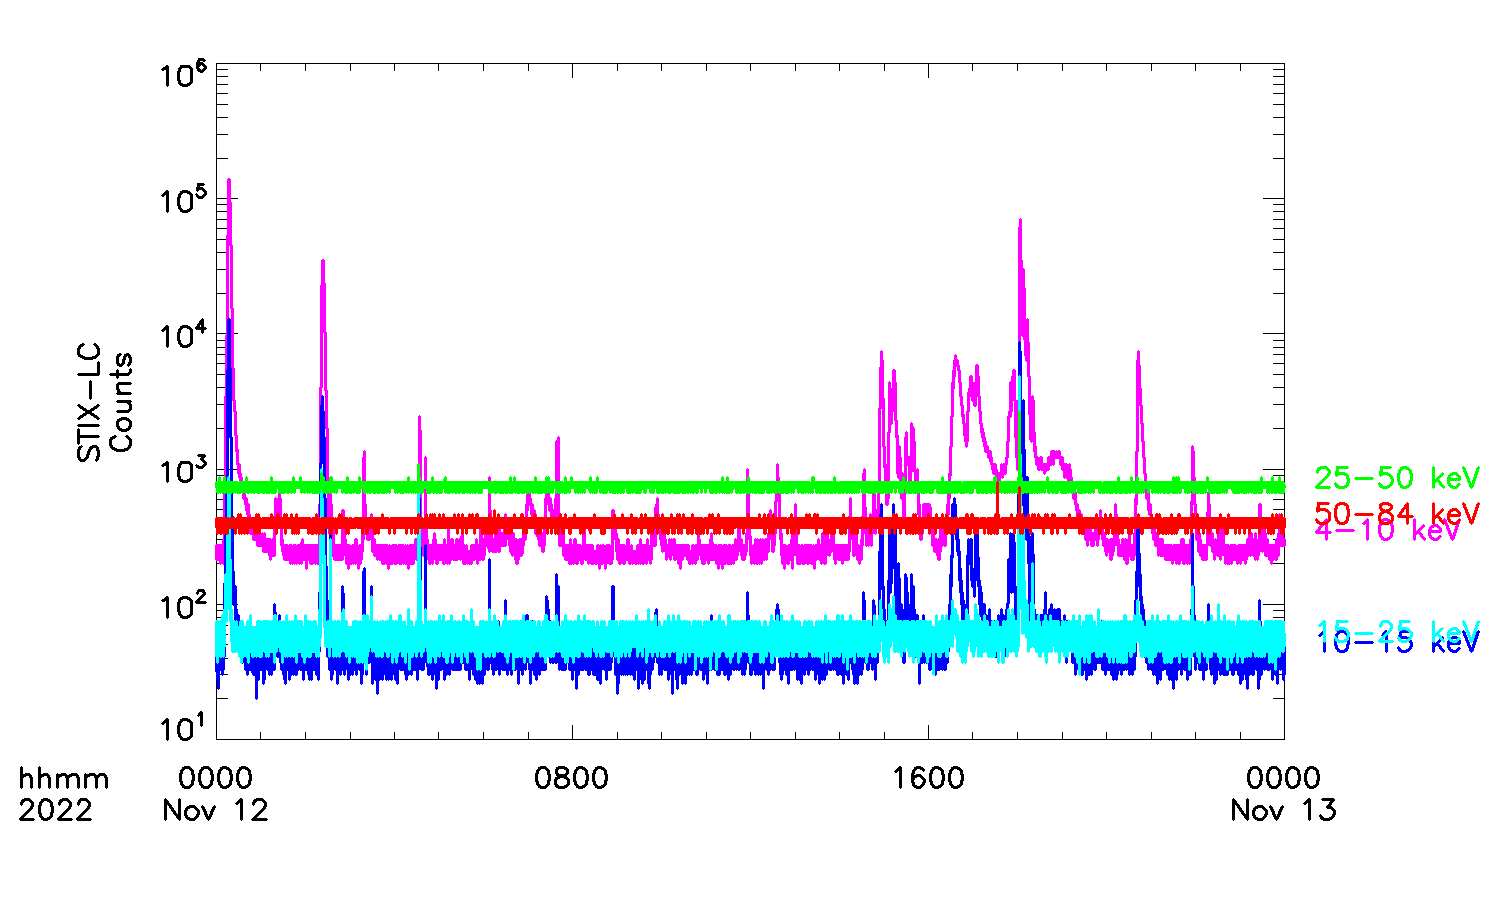 10⁶
10⁵
10⁴
10³
10²
10¹
STIX-LC
Counts
25-50 keV
50-84 keV
4-10 keV
15-25 keV
10-15 keV
hhmm 0000 0800 1600 0000
2022 Nov 12 Nov 13